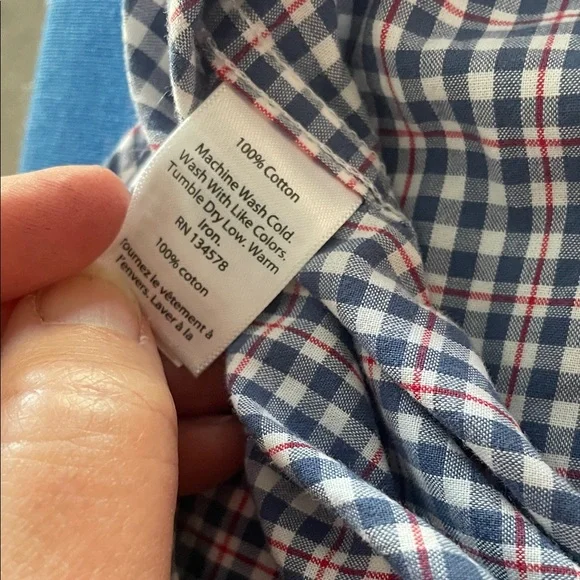 100% Cotton
Machine Wash Cold.
Wash With Like Colors.
Tumble Dry Low. Warm
Iron.
RN 134578
100% cotton
Tournez le vêtement à
l'envers. Laver à la